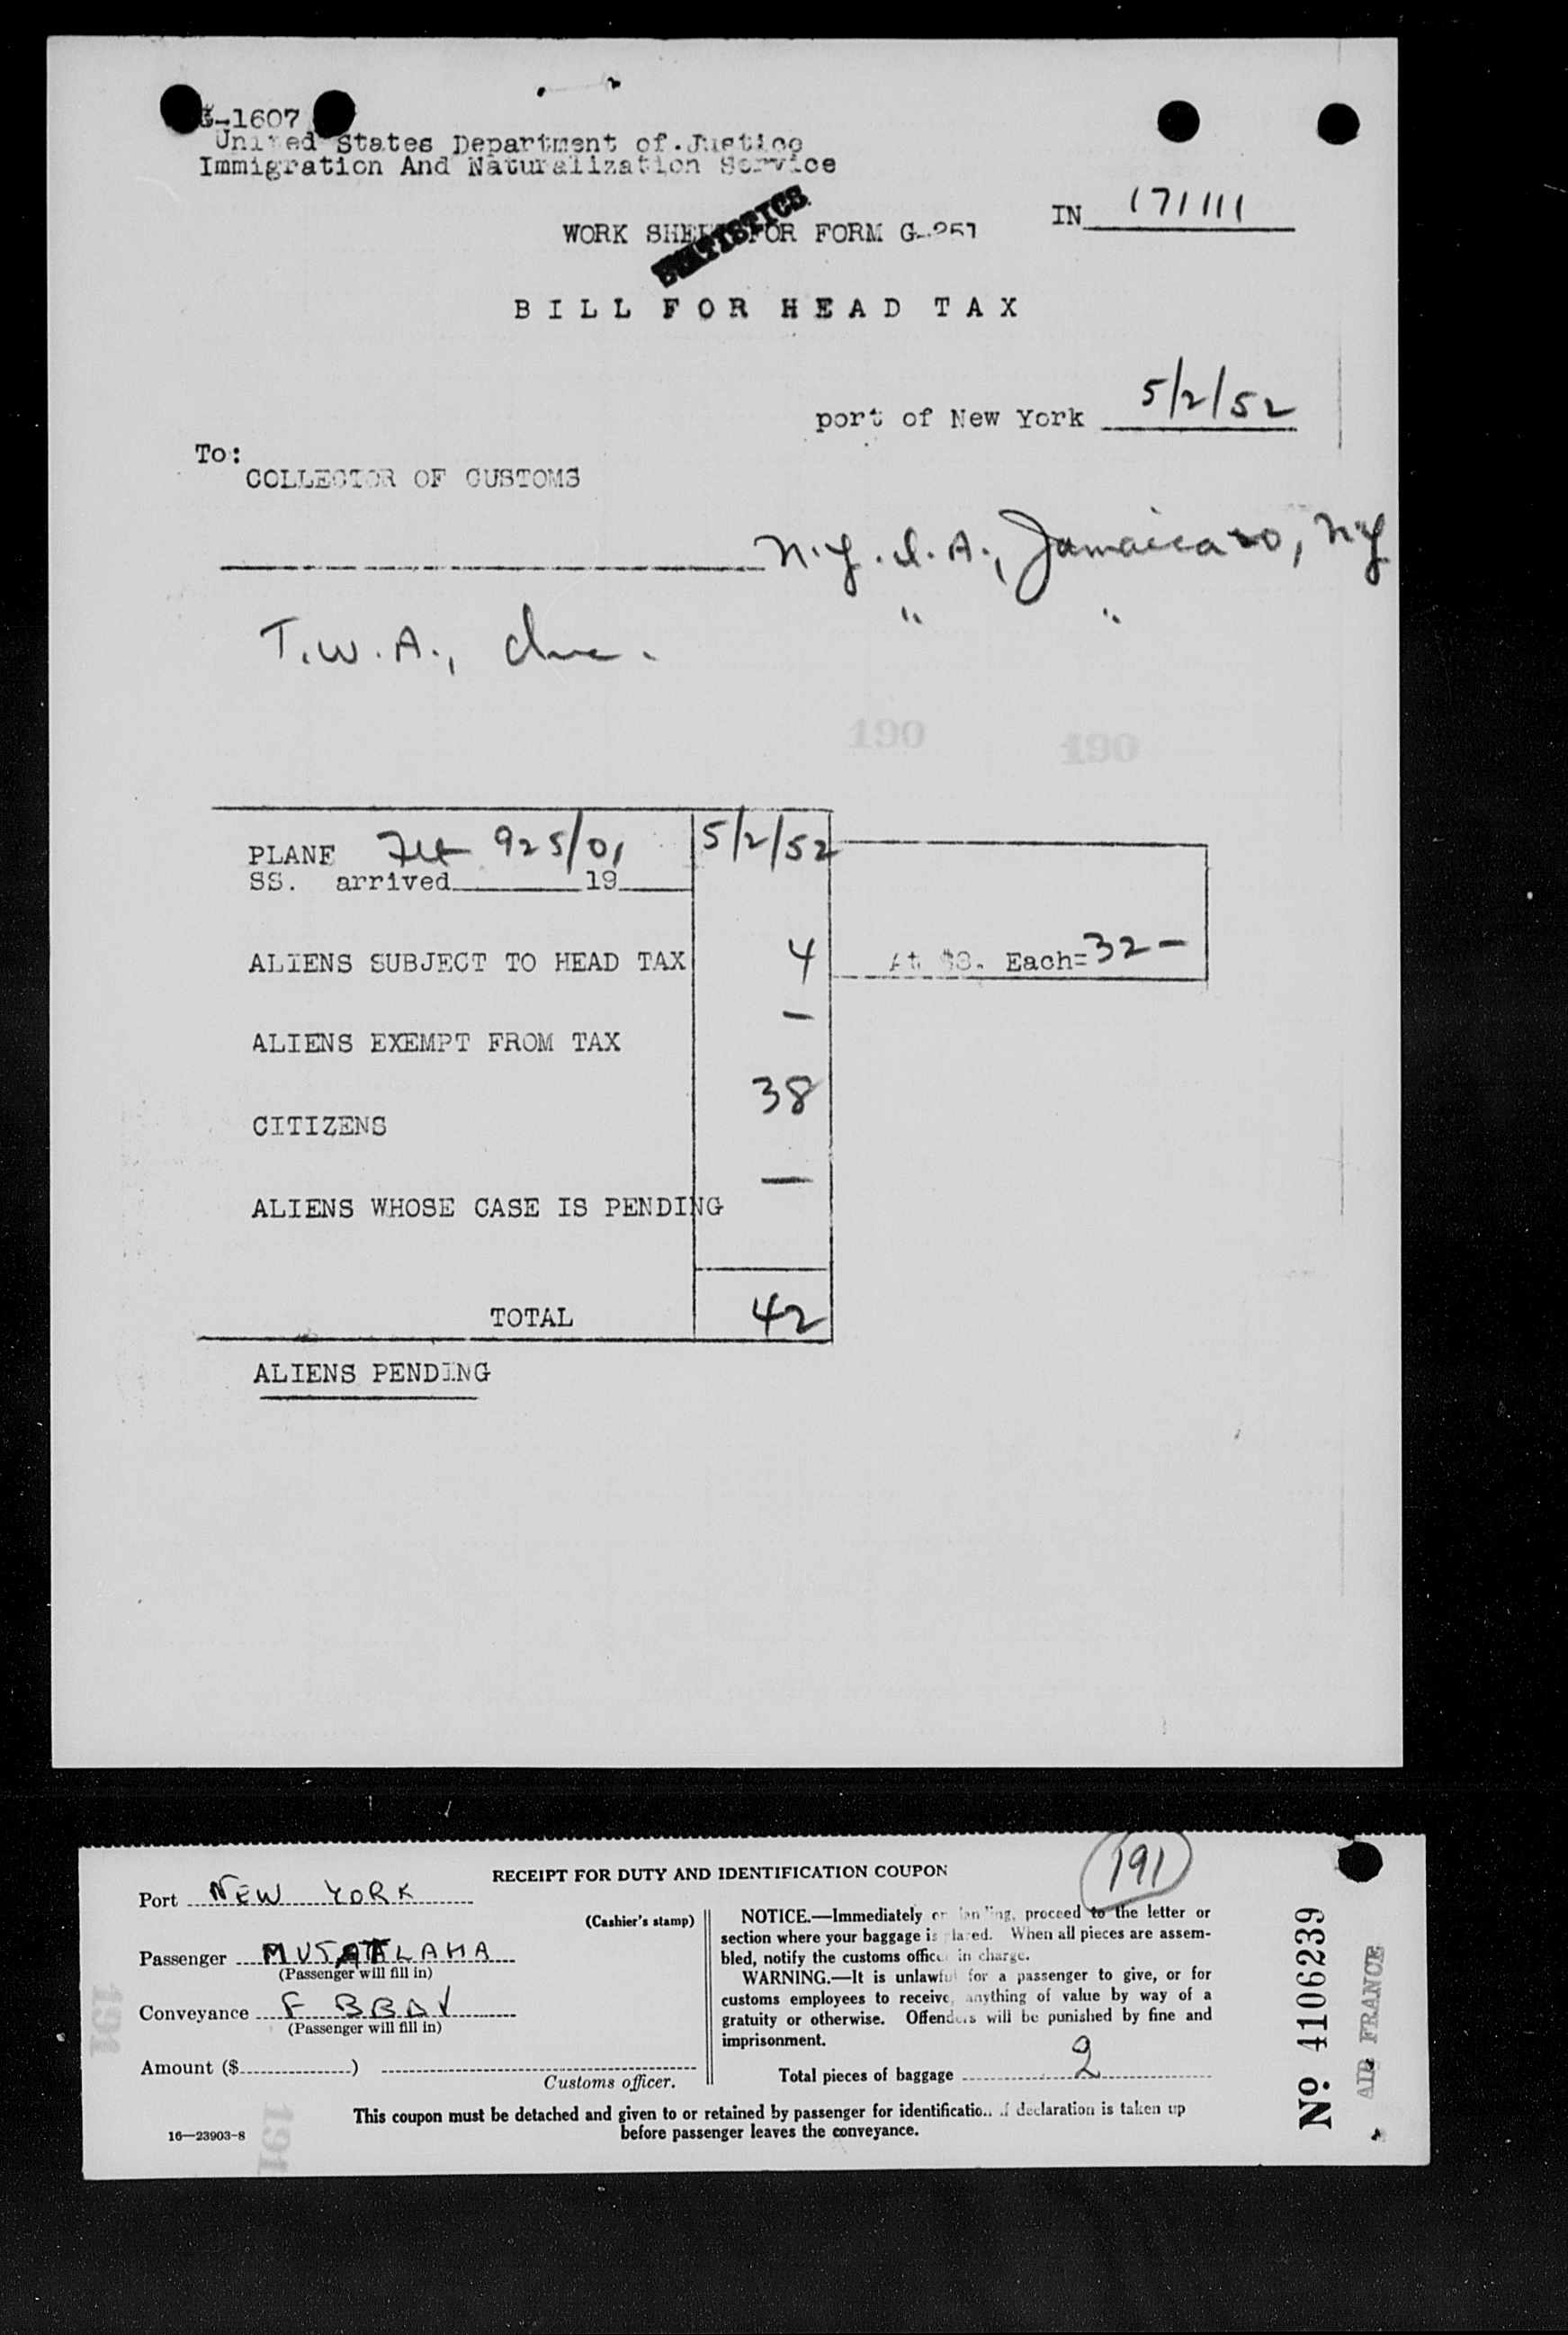 G-1607
United States Department of Justice
Immigration And Naturalization Service
STATISTICS
WORK SHEET FOR FORM G-251
IN 171111
BILL FOR HEAD TAX
port of New York 5/2/52
To:
COLLECTOR OF CUSTOMS
N.Y. I. A., Jamaica 30, NY
T.W.A., Inc. " "
190 190
PLANE Flt 925/01 5/2/52
SS. arrived 19
ALIENS SUBJECT TO HEAD TAX 4 At $8. Each= 32 -
ALIENS EXEMPT FROM TAX -
CITIZENS 38
ALIENS WHOSE CASE IS PENDING -
TOTAL 42
ALIENS PENDING
RECEIPT FOR DUTY AND IDENTIFICATION COUPON
191
Port NEW YORK
(Cashier's stamp)
Passenger
(Passenger will fill in)
Conveyance F BBDV
(Passenger will fill in)
Amount ($ )
Customs officer.
NOTICE.—Immediately on landing, proceed to the letter or
section where your baggage is placed. When all pieces are assem-
bled, notify the customs officer in charge.
WARNING.—It is unlawful for a passenger to give, or for
customs employees to receive, anything of value by way of a
gratuity or otherwise. Offenders will be punished by fine and
imprisonment.
Total pieces of baggage 2
This coupon must be detached and given to or retained by passenger for identification if declaration is taken up
before passenger leaves the conveyance.
16—23903-8
191
191
No 4106239
AIR FRANCE